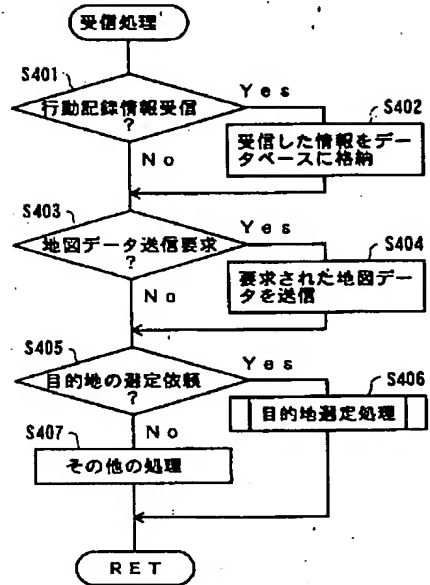 受信処理
S401
行動記録情報受信
?
Yes
S402
受信した情報をデー
タベースに格納
No
S403
地図データ送信要求
?
Yes
S404
要求された地図デー
タを送信
No
S405
目的地の選定依頼
?
Yes
S406
目的地選定処理
S407
No
その他の処理
RET